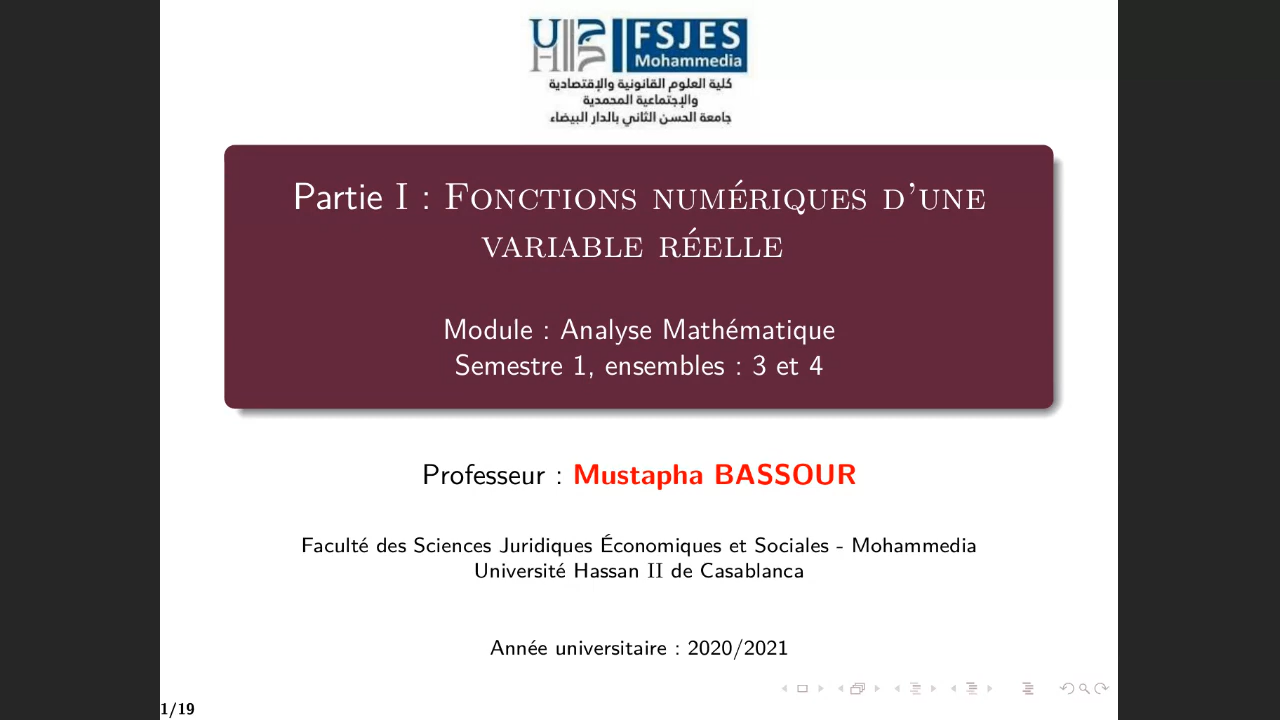 UH FSJES
Mohammedia
كلية العلوم القانونية والإقتصادية
والإجتماعية المحمدية
جامعة الحسن الثاني بالدار البيضاء
Partie I : Fonctions numériques d'une
variable réelle
Module : Analyse Mathématique
Semestre 1, ensembles : 3 et 4
Professeur : Mustapha BASSOUR
Faculté des Sciences Juridiques Économiques et Sociales - Mohammedia
Université Hassan II de Casablanca
Année universitaire : 2020/2021
1/19